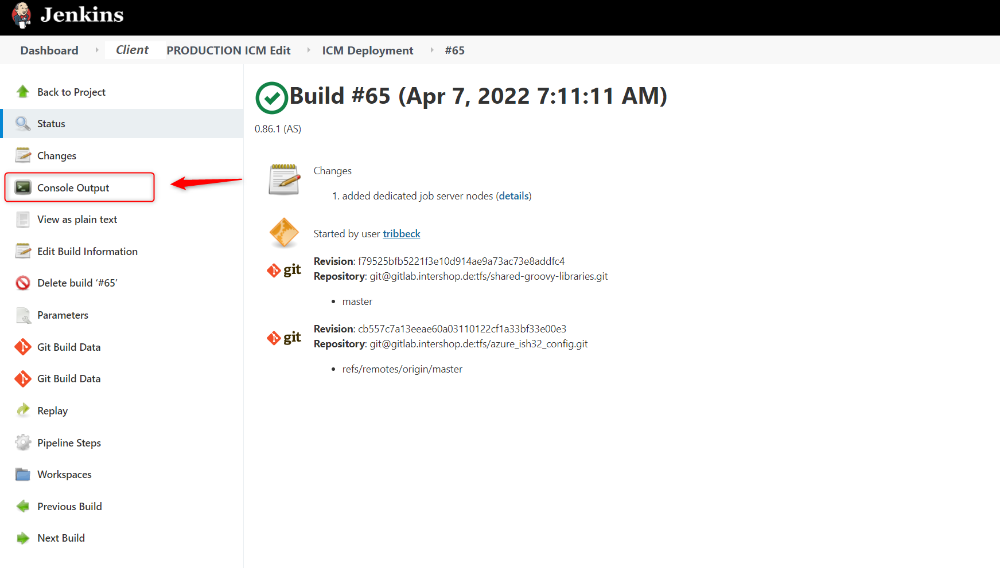 Jenkins
Dashboard Client PRODUCTION ICM Edit ICM Deployment #65
Back to Project
Status
Changes
Console Output
View as plain text
Edit Build Information
Delete build ‘#65’
Parameters
Git Build Data
Git Build Data
Replay
Pipeline Steps
Workspaces
Previous Build
Next Build
Build #65 (Apr 7, 2022 7:11:11 AM)
0.86.1 (AS)
Changes
1. added dedicated job server nodes (details)
Started by user tribbeck
git
Revision: f79525bfb5221f3e10d914ae9a73ac73e8addfc4
Repository: git@gitlab.intershop.de:tfs/shared-groovy-libraries.git
• master
git
Revision: cb557c7a13eeae60a03110122cf1a33bf33e00e3
Repository: git@gitlab.intershop.de:tfs/azure_ish32_config.git
• refs/remotes/origin/master